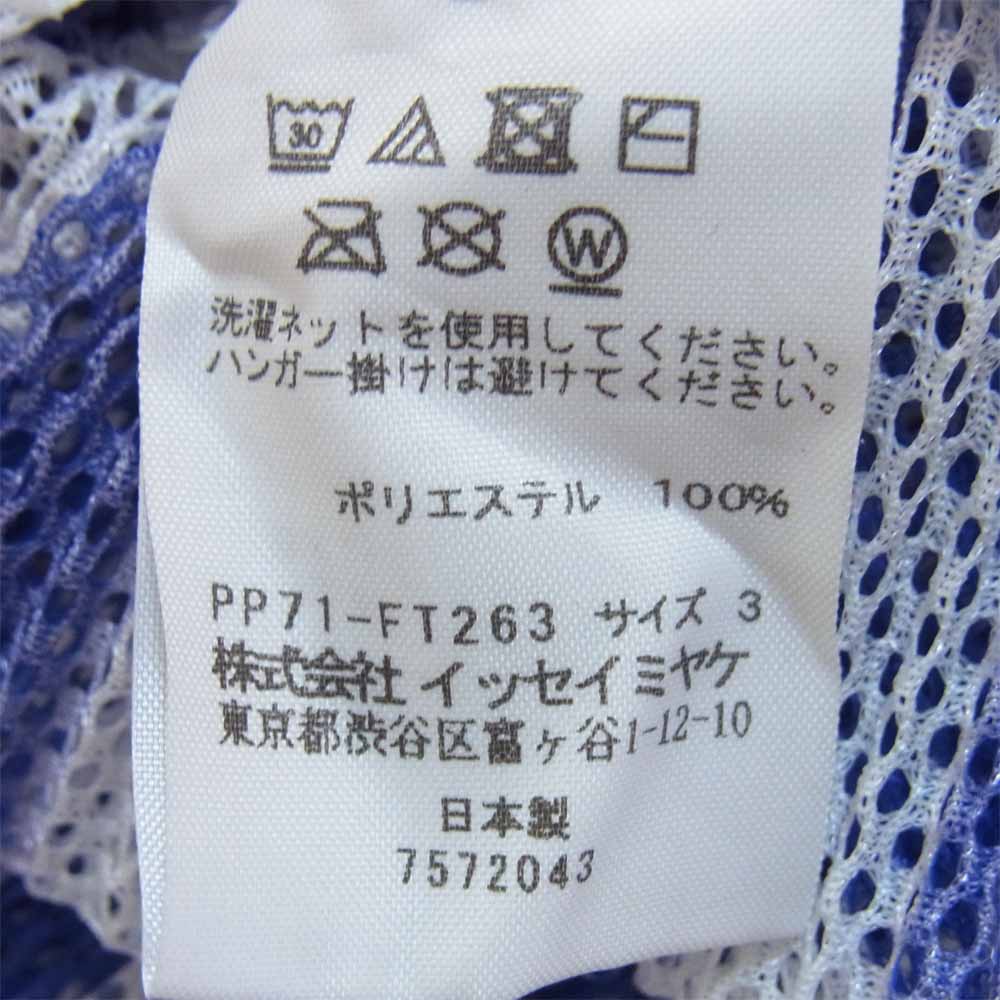 30
W
洗濯ネットを使用してください。
ハンガー掛けは避けてください。
ポリエステル 100%
PP71-FT263 サイズ 3
株式会社イッセイミヤケ
東京都渋谷区富ヶ谷1-12-10
日本製
7572043